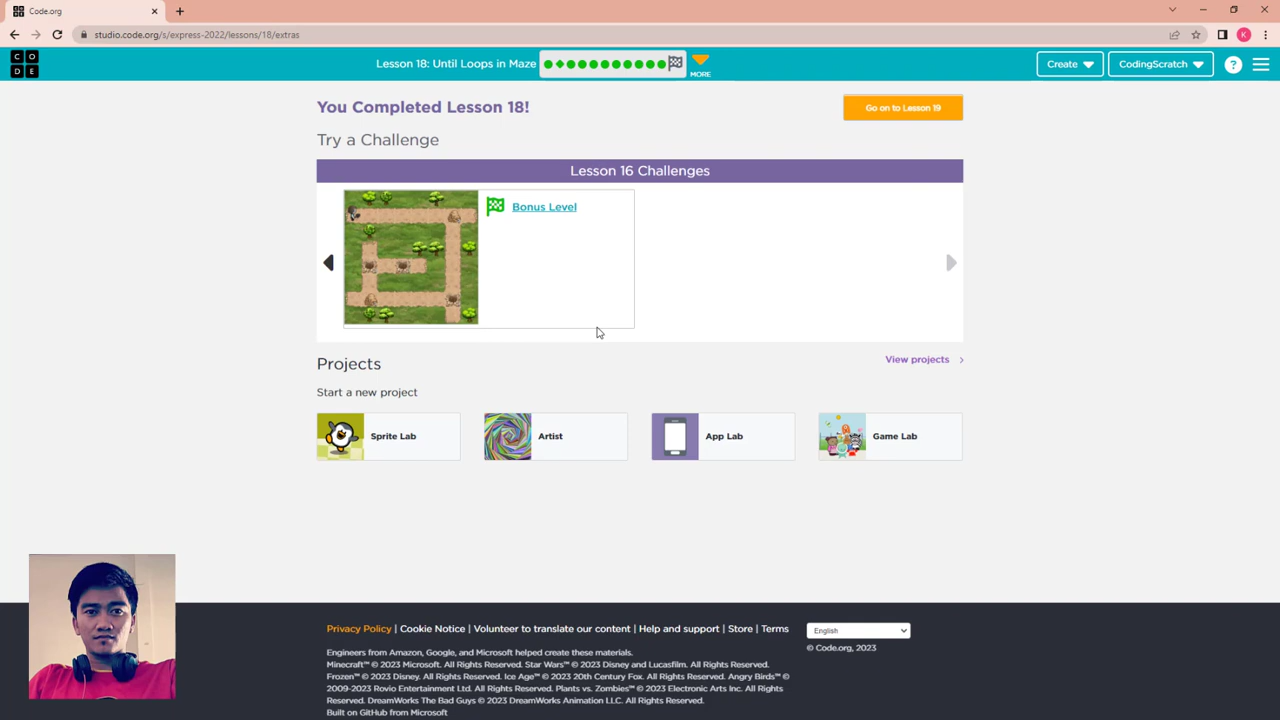 Code.org
studio.code.org/s/express-2022/lessons/18/extras
K
C O
D E
Lesson 18: Until Loops in Maze
MORE
Create
CodingScratch
?
You Completed Lesson 18!
Go on to Lesson 19
Try a Challenge
Lesson 16 Challenges
Bonus Level
Projects
View projects
Start a new project
Sprite Lab
Artist
App Lab
Game Lab
Privacy Policy | Cookie Notice | Volunteer to translate our content | Help and support | Store | Terms
English
© Code.org, 2023
Engineers from Amazon, Google, and Microsoft helped create these materials.
Minecraft™ © 2023 Microsoft. All Rights Reserved. Star Wars™ © 2023 Disney and Lucasfilm. All Rights Reserved.
Frozen™ © 2023 Disney. All Rights Reserved. Ice Age™ © 2023 20th Century Fox. All Rights Reserved. Angry Birds™ ©
2009-2023 Rovio Entertainment Ltd. All Rights Reserved. Plants vs. Zombies™ © 2023 Electronic Arts Inc. All Rights
Reserved. DreamWorks The Bad Guys © 2023 DreamWorks Animation LLC. All Rights Reserved.
Built on GitHub from Microsoft